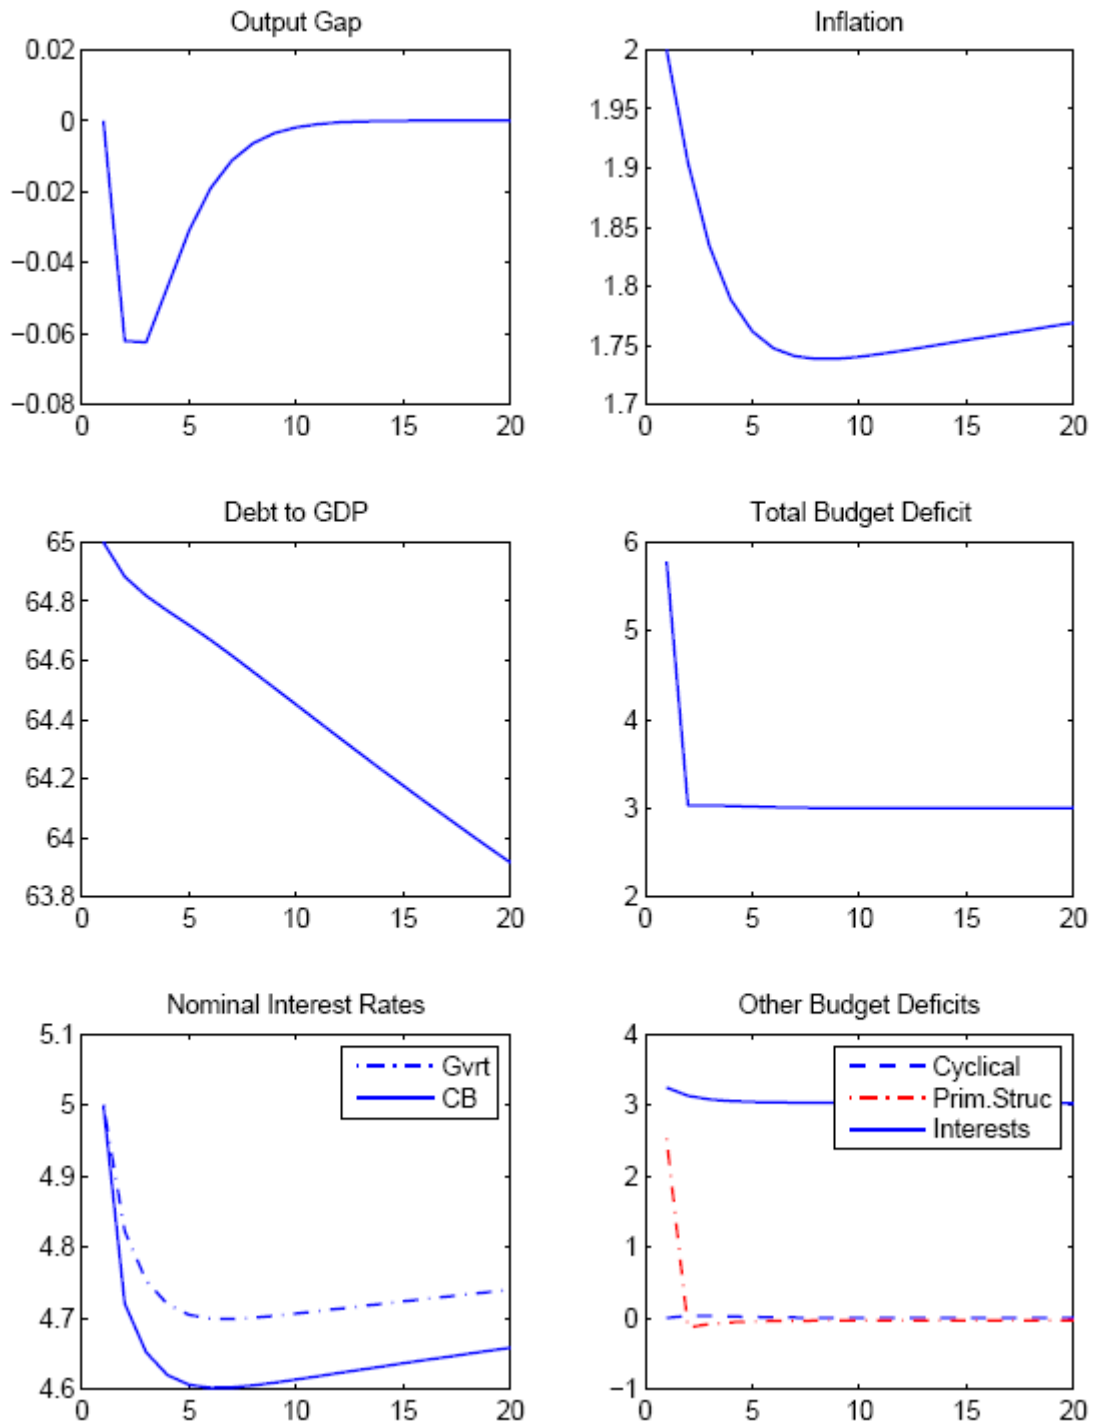 Output Gap
0.02
0
−0.02
−0.04
−0.06
−0.08
0 5 10 15 20
Inflation
2
1.95
1.9
1.85
1.8
1.75
1.7
0 5 10 15 20
Debt to GDP
65
64.8
64.6
64.4
64.2
64
63.8
0 5 10 15 20
Total Budget Deficit
6
5
4
3
2
0 5 10 15 20
Nominal Interest Rates
5.1
5
4.9
4.8
4.7
4.6
Gvrt
CB
0 5 10 15 20
Other Budget Deficits
4
3
2
1
0
−1
Cyclical
Prim.Struc
Interests
0 5 10 15 20